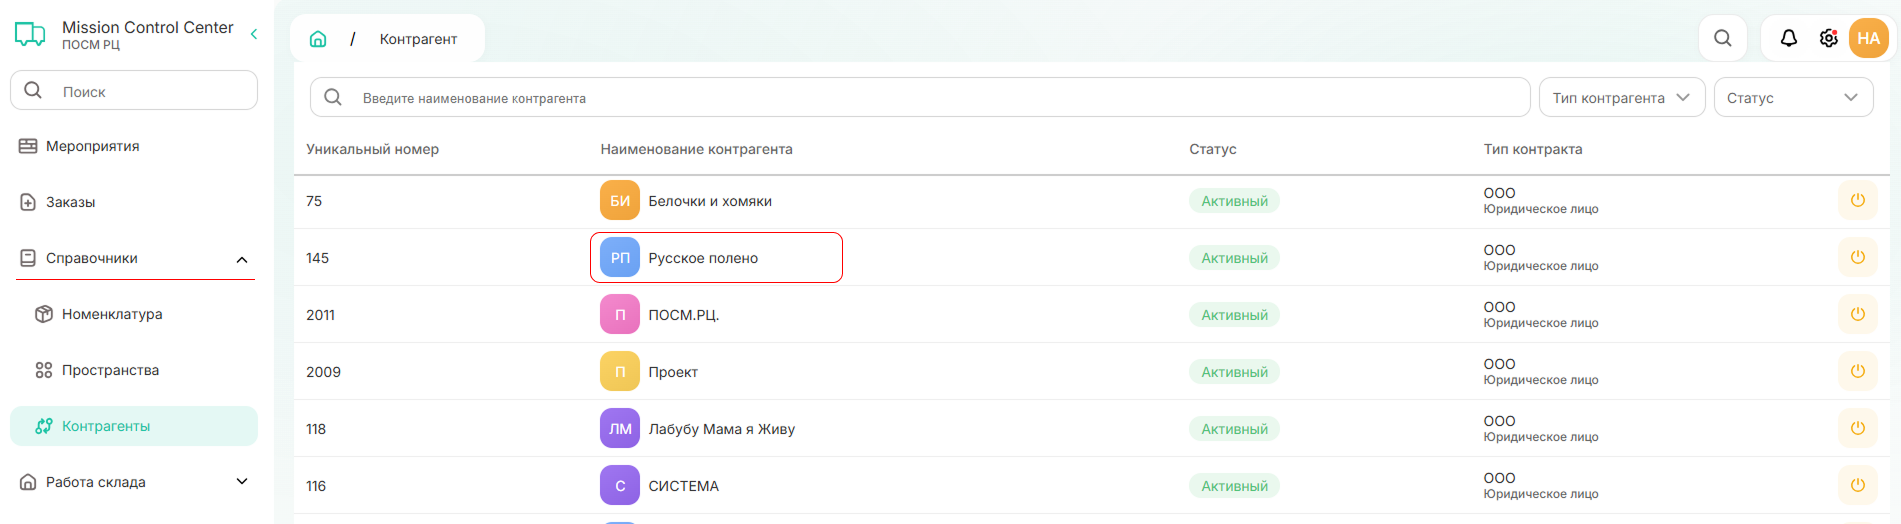 Mission Control Center
ПОСМ РЦ
Поиск
Мероприятия
Заказы
Справочники
Номенклатура
Пространства
Контрагенты
Работа склада
/ Контрагент
НА
Введите наименование контрагента
Тип контрагента
Статус
Уникальный номер Наименование контрагента Статус Тип контракта
75 БИ Белочки и хомяки Активный ООО
Юридическое лицо
145 РП Русское полено Активный ООО
Юридическое лицо
2011 П ПОСМ.РЦ. Активный ООО
Юридическое лицо
2009 П Проект Активный ООО
Юридическое лицо
118 ЛМ Лабубу Мама я Живу Активный ООО
Юридическое лицо
116 С СИСТЕМА Активный ООО
Юридическое лицо